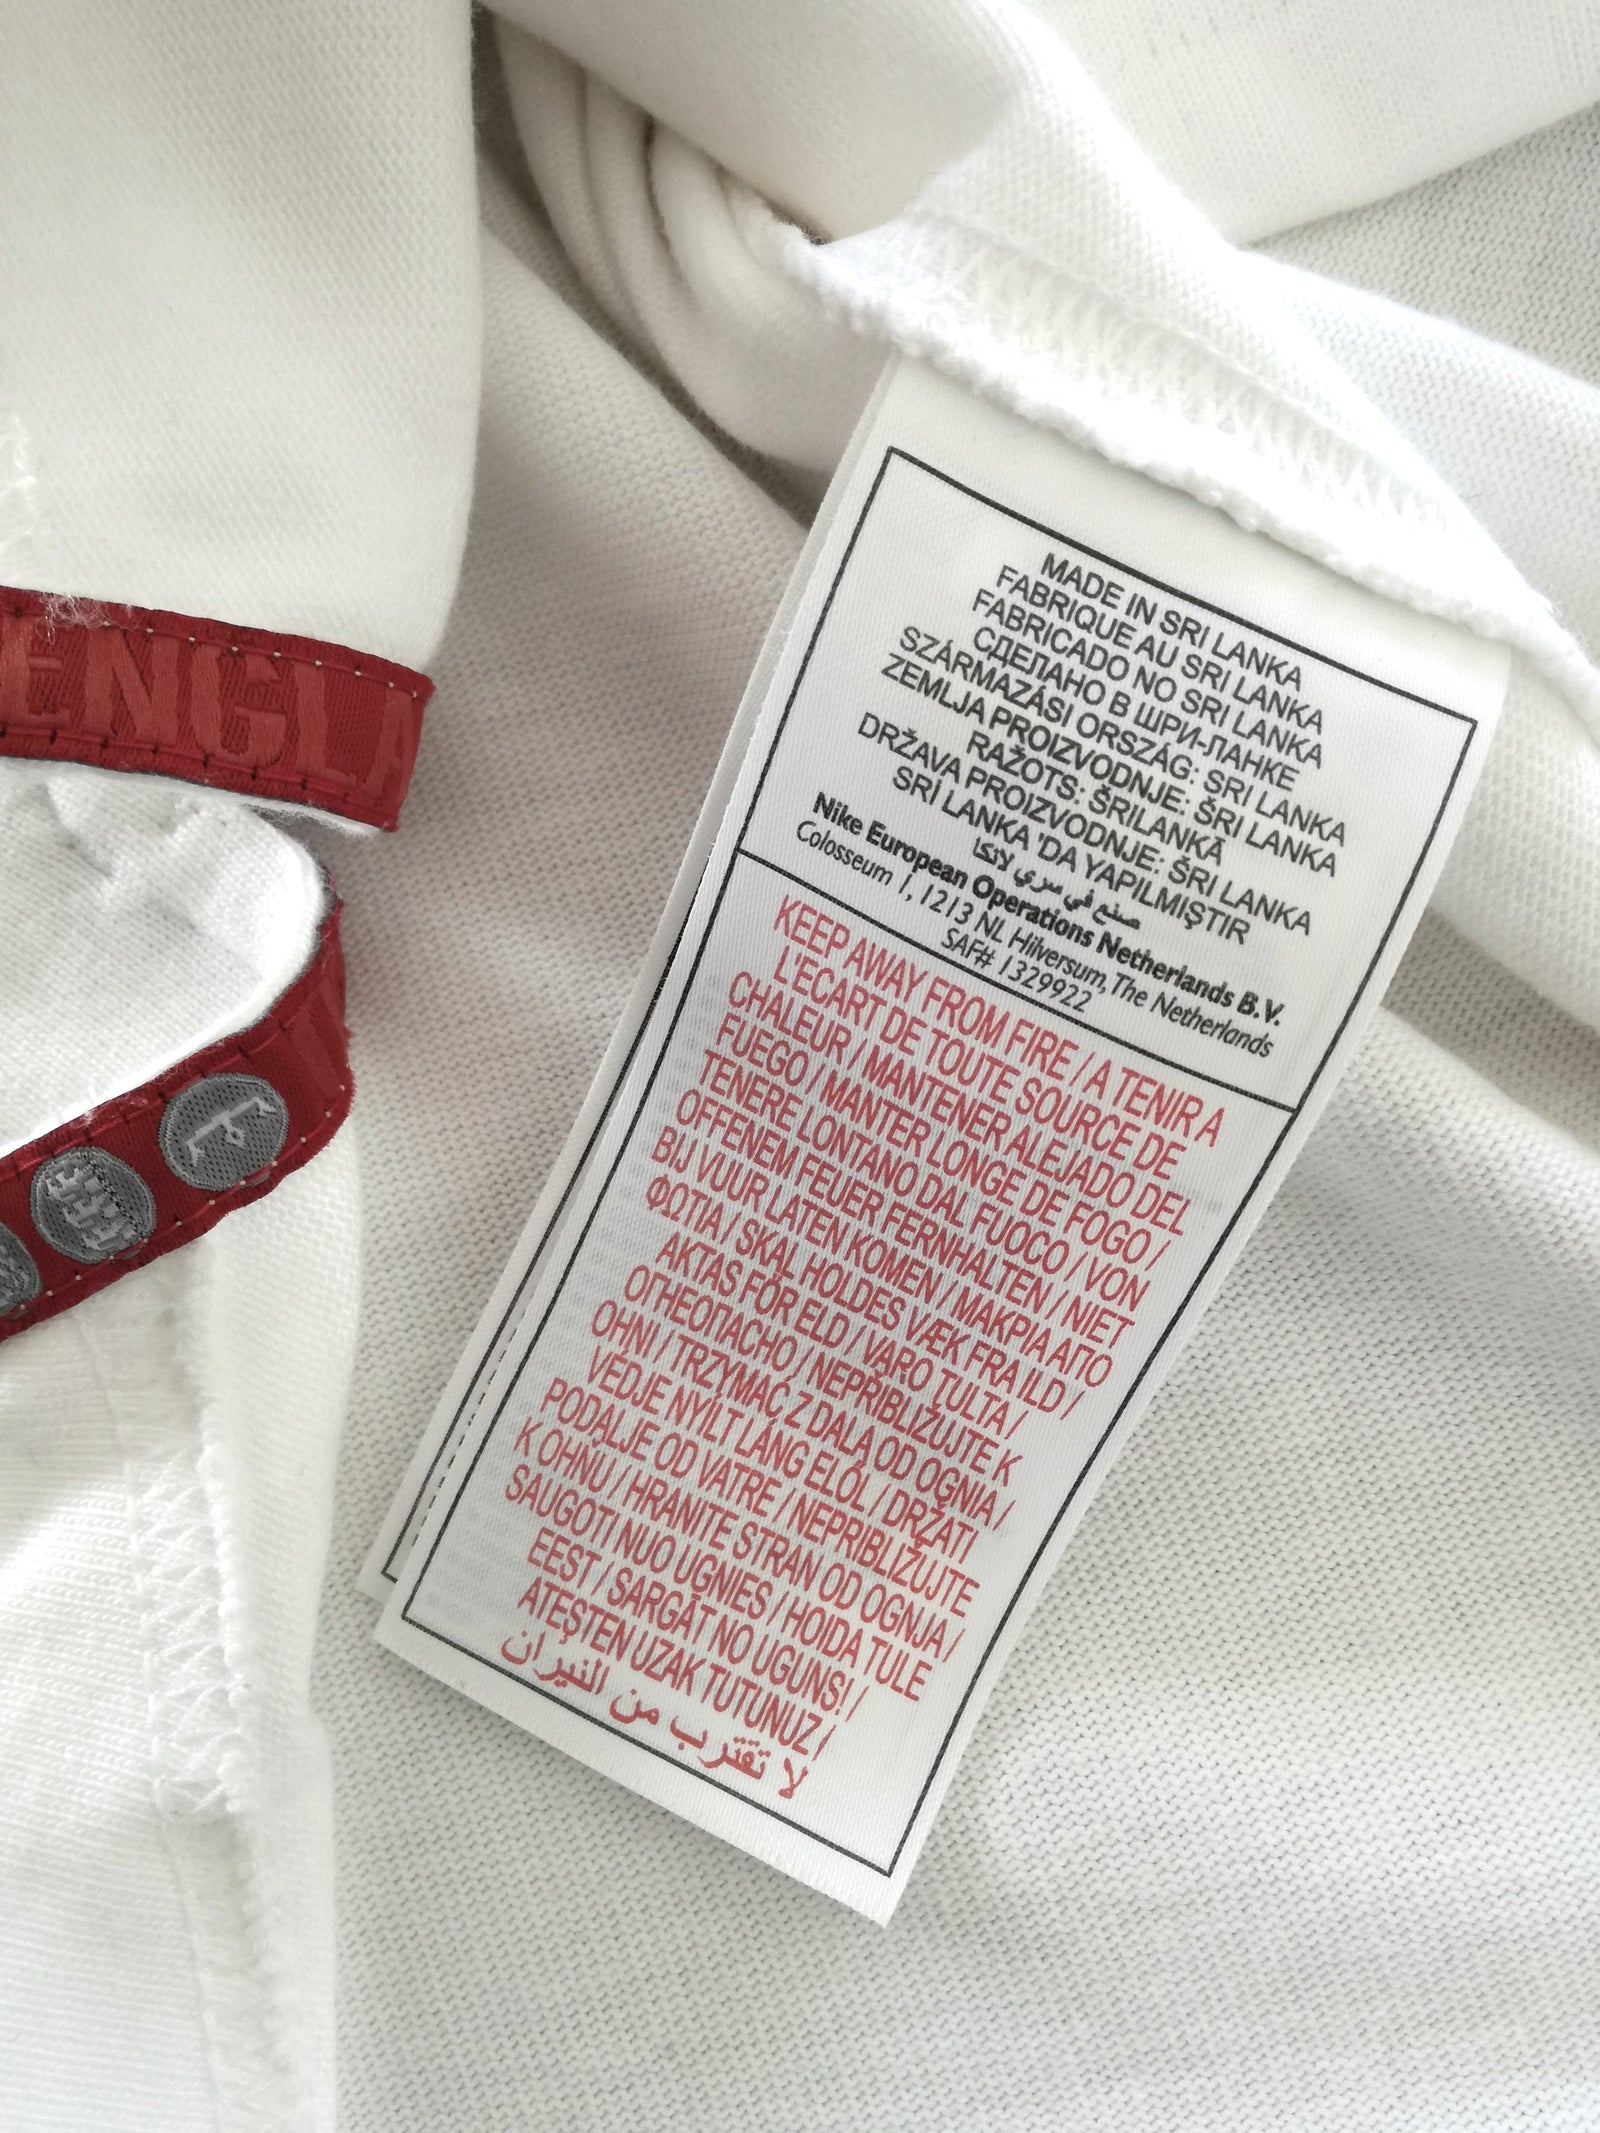 ENGLA
MADE IN SRI LANKA
FABRIQUE AU SRI LANKA
FABRICADO NO SRI LANKA
СДЕЛАНО В ШРИ-ЛАНКЕ
SZÁRMAZÁSI ORSZÁG: SRI LANKA
ZEMLJA PROIZVODNJE: ŠRI LANKA
RAŽOTS: ŠRILANKĀ
DRŽAVA PROIZVODNJE: ŠRI LANKA
SRİ LANKA 'DA YAPILMIŞTIR
صنع في سري لانكا
Nike European Operations Netherlands B.V.
Colosseum 1, 1213 NL Hilversum, The Netherlands
SAF# 1329922
KEEP AWAY FROM FIRE / A TENIR A
L'ECART DE TOUTE SOURCE DE
CHALEUR / MANTENER ALEJADO DEL
FUEGO / MANTER LONGE DE FOGO /
TENERE LONTANO DAL FUOCO / VON
OFFENEM FEUER FERNHALTEN / NIET
BIJ VUUR LATEN KOMEN / ΜΑΚΡΙΑ ΑΠΟ
ΦΩΤΙΑ / SKAL HOLDES VÆK FRA ILD /
AKTAS FÖR ELD / VARO TULTA /
ОГНЕОПАСНО / NEPŘIBLIŽUJTE K
OHNI / TRZYMAĆ Z DALA OD OGNIA /
VÉDJE NYÍLT LÁNG ELŐL / DRŽATI
PODALJE OD VATRE / NEPRIBLIŽUJTE
K OHŇU / HRANITE STRAN OD OGNJA /
SAUGOTI NUO UGNIES / HOIDA TULE
EEST / SARGĀT NO UGUNS! /
ATEŞTEN UZAK TUTUNUZ /
لا تقترب من النيران